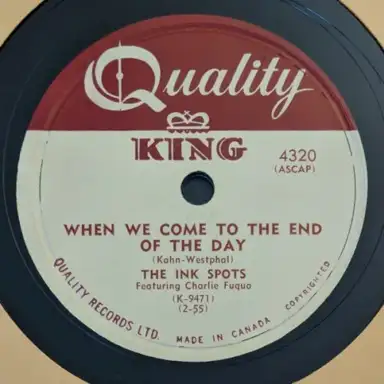 Quality
KING
4320
(ASCAP)
WHEN WE COME TO THE END
OF THE DAY
(Kahn-Westphal)
THE INK SPOTS
Featuring Charlie Fuqua
(K-9471)
(2-55)
QUALITY RECORDS LTD. MADE IN CANADA COPYRIGHTED